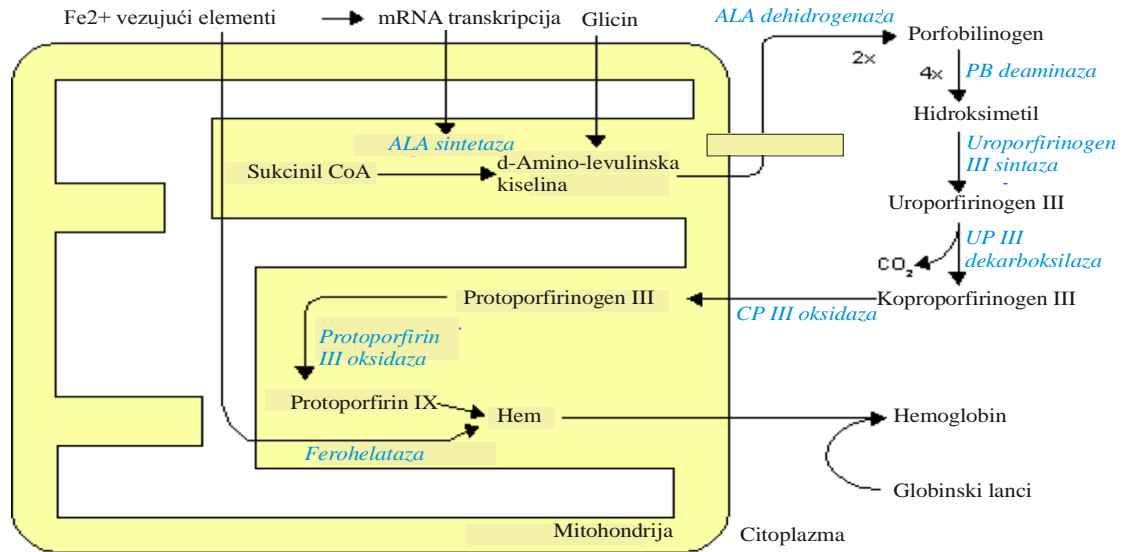 Fe2+ vezujući elementi
mRNA transkripcija
Glicin
ALA dehidrogenaza
2x
Porfobilinogen
4x
PB deaminaza
Hidroksimetil
ALA sintetaza
Sukcinil CoA
d-Amino-levulinska
kiselina
Uroporfirinogen
III sintaza
Uroporfirinogen III
UP III
dekarboksilaza
CO2
Koproporfirinogen III
CP III oksidaza
Protoporfirinogen III
Protoporfirin
III oksidaza
Protoporfirin IX
Hem
Hemoglobin
Ferohelataza
Globinski lanci
Mitohondrija
Citoplazma